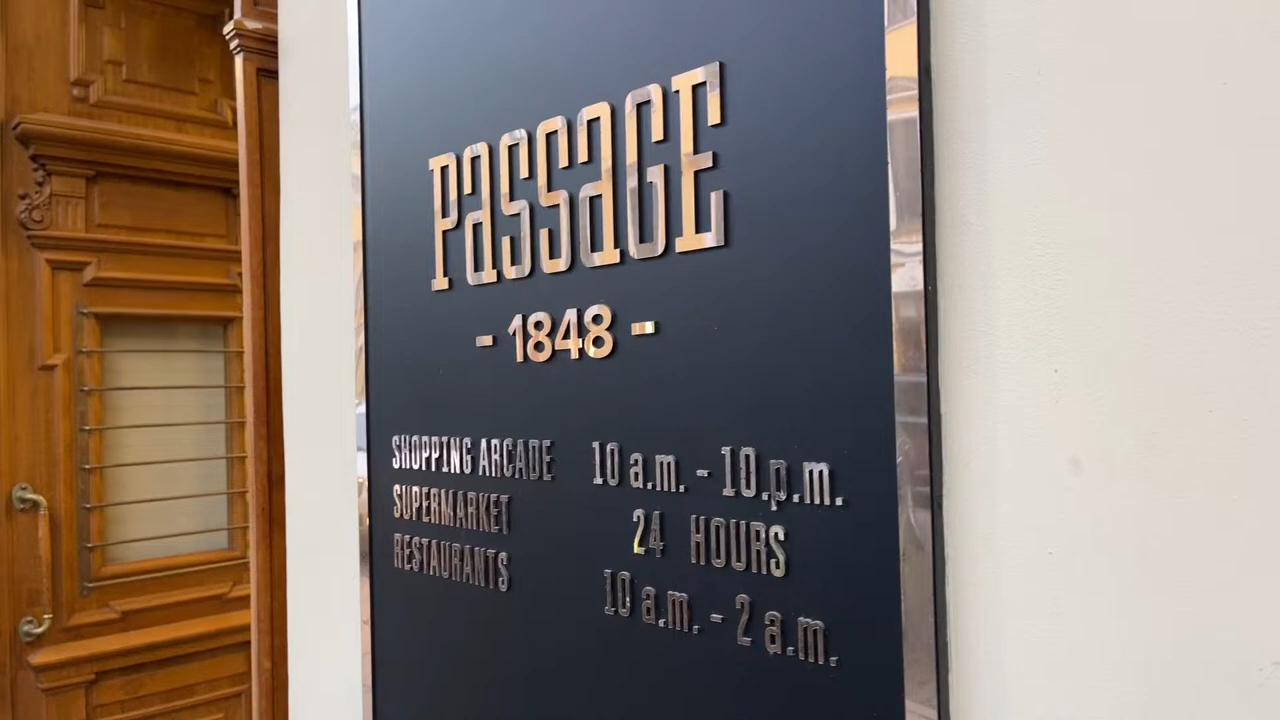 PASSAGE
- 1848 -
SHOPPING ARCADE 10 a.m. - 10.p.m.
SUPERMARKET 24 HOURS
RESTAURANTS 10 a.m. - 2 a.m.